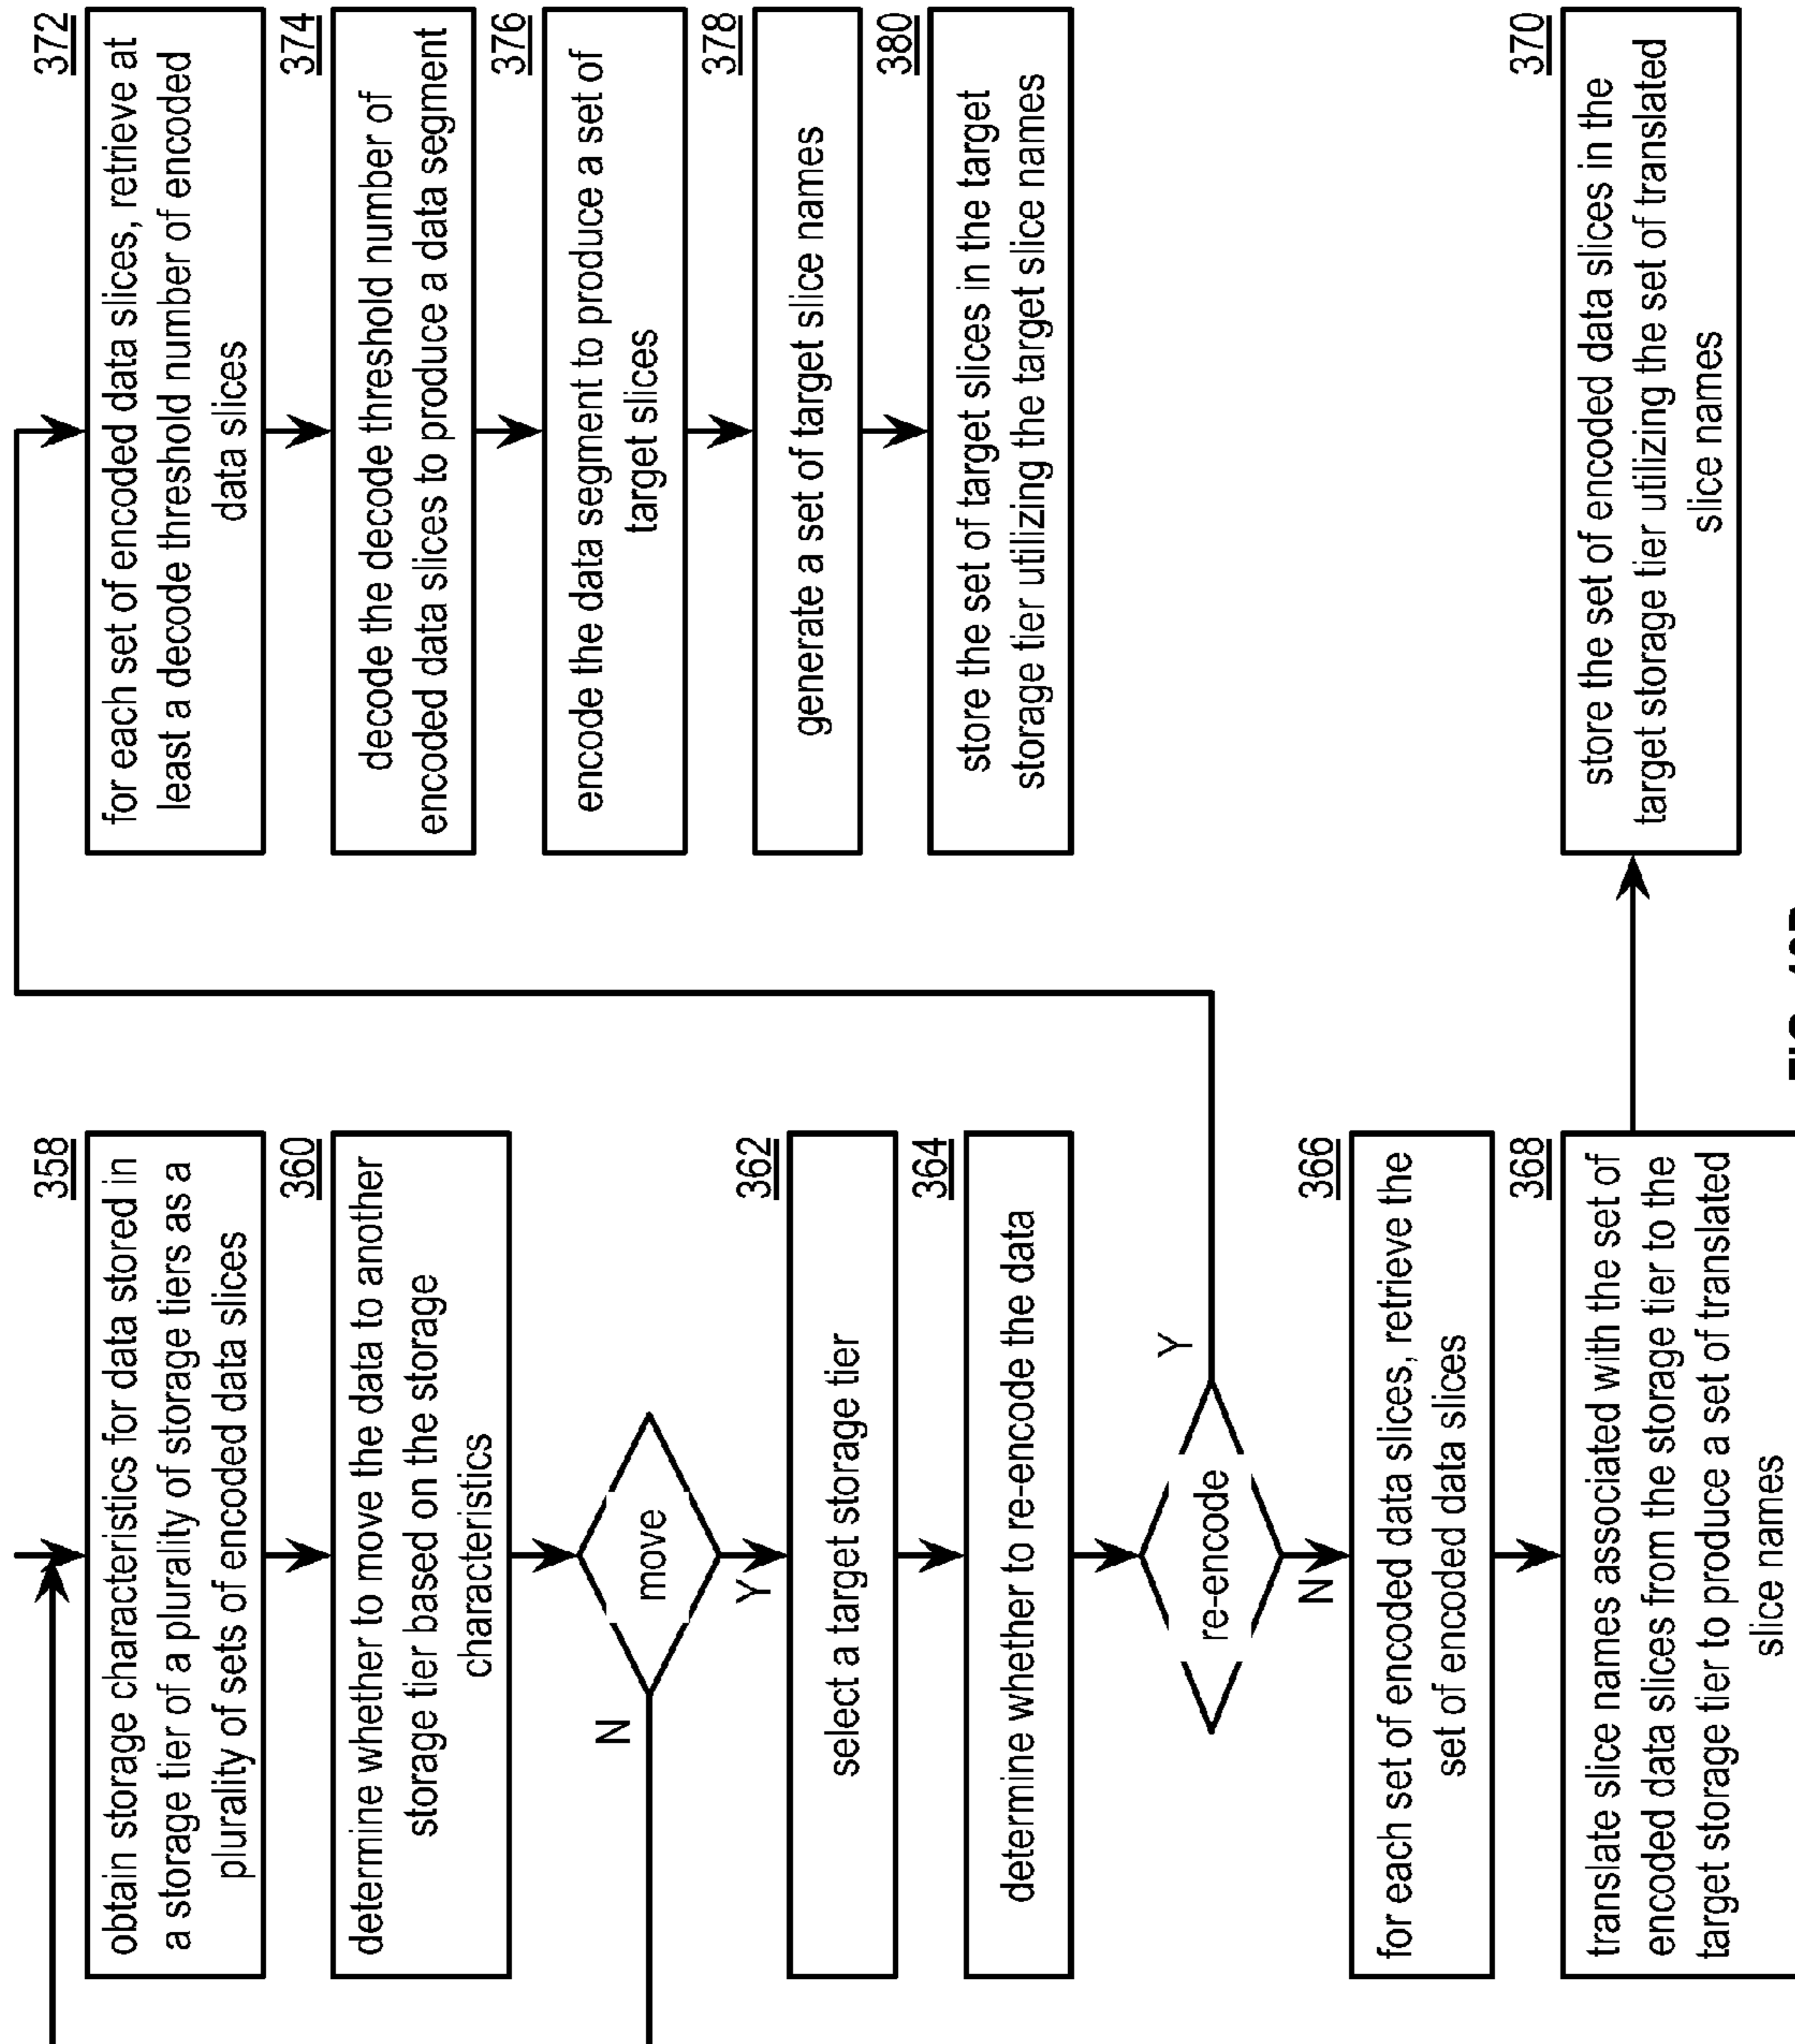 358
obtain storage characteristics for data stored in
a storage tier of a plurality of storage tiers as a
plurality of sets of encoded data slices
360
determine whether to move the data to another
storage tier based on the storage
characteristics
move
N
Y
362
select a target storage tier
364
determine whether to re-encode the data
re-encode
Y
N
366
for each set of encoded data slices, retrieve the
set of encoded data slices
368
translate slice names associated with the set of
encoded data slices from the storage tier to the
target storage tier to produce a set of translated
slice names
370
store the set of encoded data slices in the
target storage tier utilizing the set of translated
slice names
372
for each set of encoded data slices, retrieve at
least a decode threshold number of encoded
data slices
374
decode the decode threshold number of
encoded data slices to produce a data segment
376
encode the data segment to produce a set of
target slices
378
generate a set of target slice names
380
store the set of target slices in the target
storage tier utilizing the target slice names